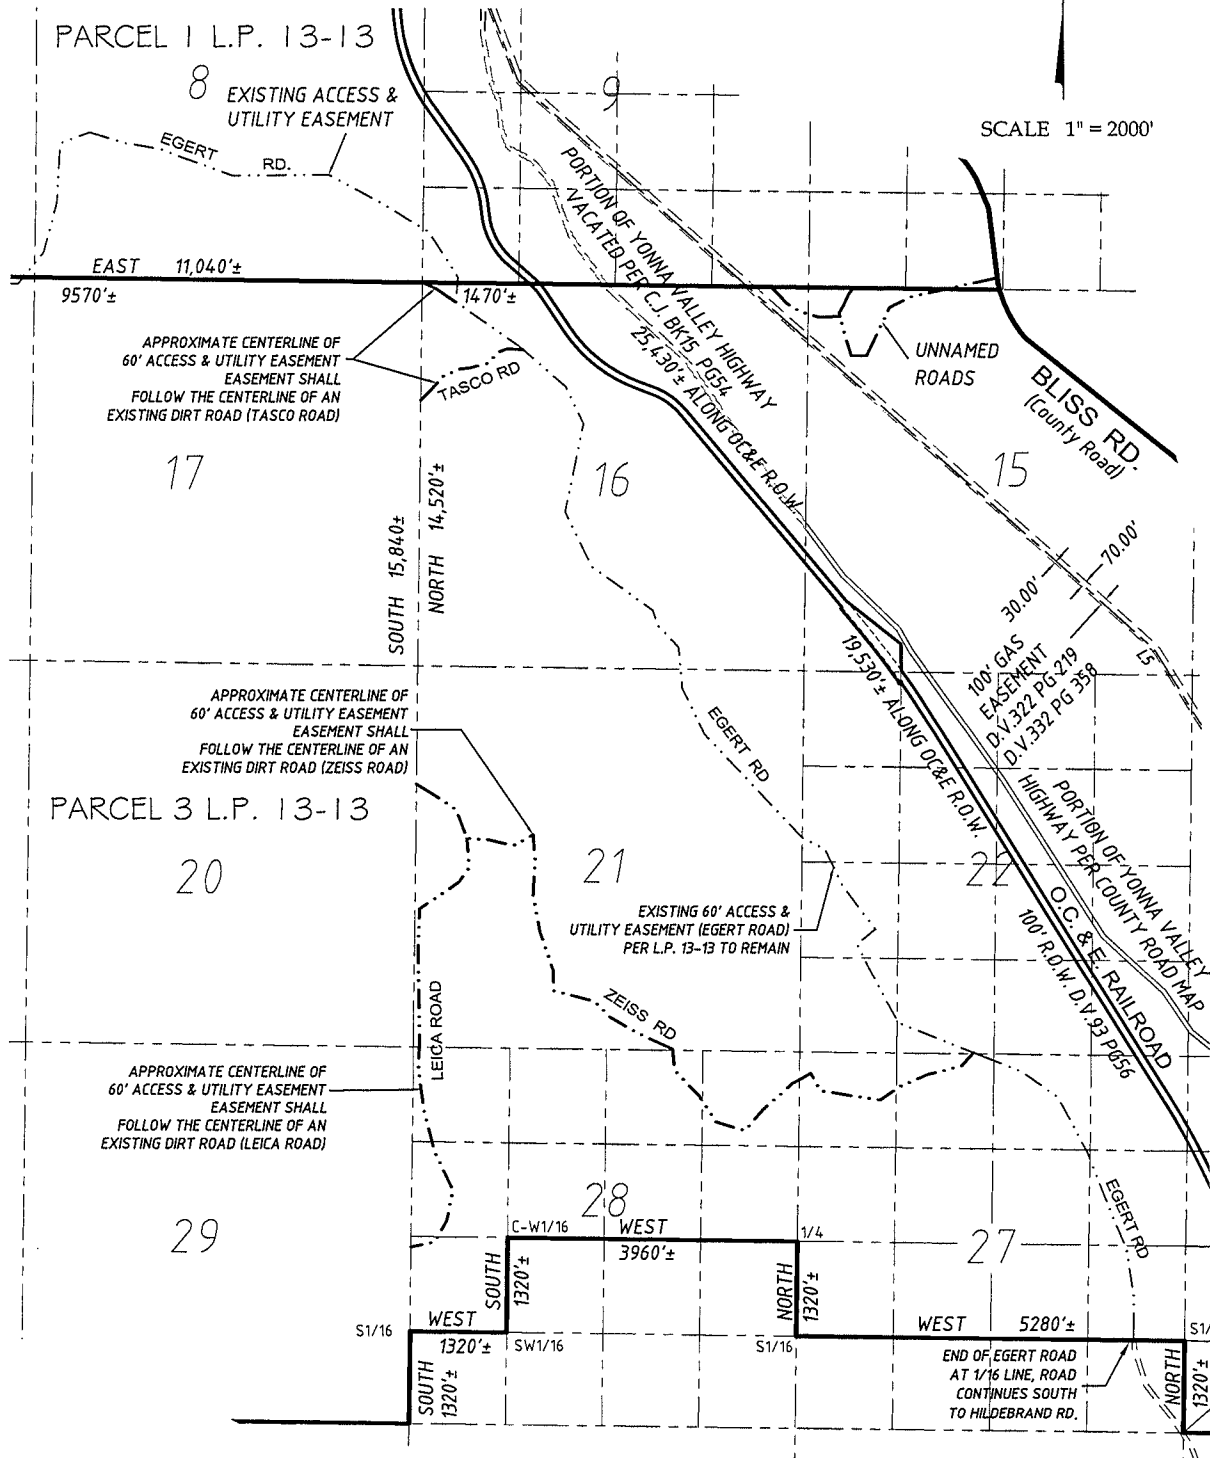 PARCEL 1 L.P. 13-13
8
EXISTING ACCESS &
UTILITY EASEMENT
EGERT
RD.
9
SCALE 1" = 2000'
PORTION OF YONNA VALLEY HIGHWAY
VACATED PER C.J. BK15 PG54
25,430'± ALONG OC&E R.O.W.
EAST 11,040'±
9570'±
1470'±
APPROXIMATE CENTERLINE OF
60' ACCESS & UTILITY EASEMENT
EASEMENT SHALL
FOLLOW THE CENTERLINE OF AN
EXISTING DIRT ROAD (TASCO ROAD)
TASCO RD
UNNAMED
ROADS
BLISS RD.
(County Road)
17
16
15
SOUTH 15,840±
NORTH 14,520'±
30.00'
70.00'
100' GAS
EASEMENT
D.V.322 PG 219
D.V.332 PG 358
L5
19,530'± ALONG OC&E R.O.W.
APPROXIMATE CENTERLINE OF
60' ACCESS & UTILITY EASEMENT
EASEMENT SHALL
FOLLOW THE CENTERLINE OF AN
EXISTING DIRT ROAD (ZEISS ROAD)
EGERT RD
PARCEL 3 L.P. 13-13
20
21
22
PORTION OF YONNA VALLEY
HIGHWAY PER COUNTY ROAD MAP
O.C. & E. RAILROAD
100' R.O.W. D.V.93 PG56
EXISTING 60' ACCESS &
UTILITY EASEMENT (EGERT ROAD)
PER L.P. 13-13 TO REMAIN
LEICA ROAD
ZEISS RD
APPROXIMATE CENTERLINE OF
60' ACCESS & UTILITY EASEMENT
EASEMENT SHALL
FOLLOW THE CENTERLINE OF AN
EXISTING DIRT ROAD (LEICA ROAD)
29
28
27
EGERT RD
C-W1/16
WEST
3960'±
1/4
SOUTH
1320'±
NORTH
1320'±
S1/16
WEST
1320'±
SW1/16
S1/16
WEST 5280'±
S1/
SOUTH
1320'±
END OF EGERT ROAD
AT 1/16 LINE, ROAD
CONTINUES SOUTH
TO HILDEBRAND RD.
NORTH
1320'±